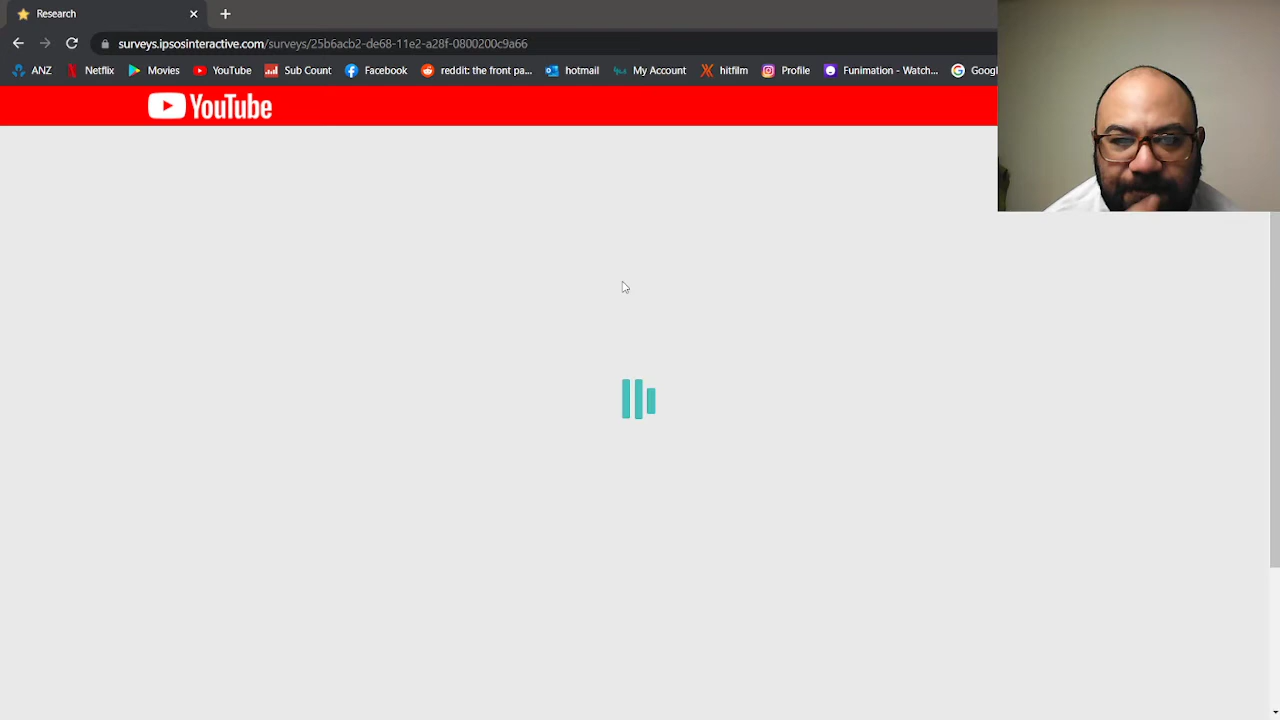 Research
surveys.ipsosinteractive.com/surveys/25b6acb2-de68-11e2-a28f-0800200c9a66
ANZ Netflix Movies YouTube Sub Count Facebook reddit: the front pa... hotmail My Account hitfilm Profile Funimation - Watch... Googl
YouTube